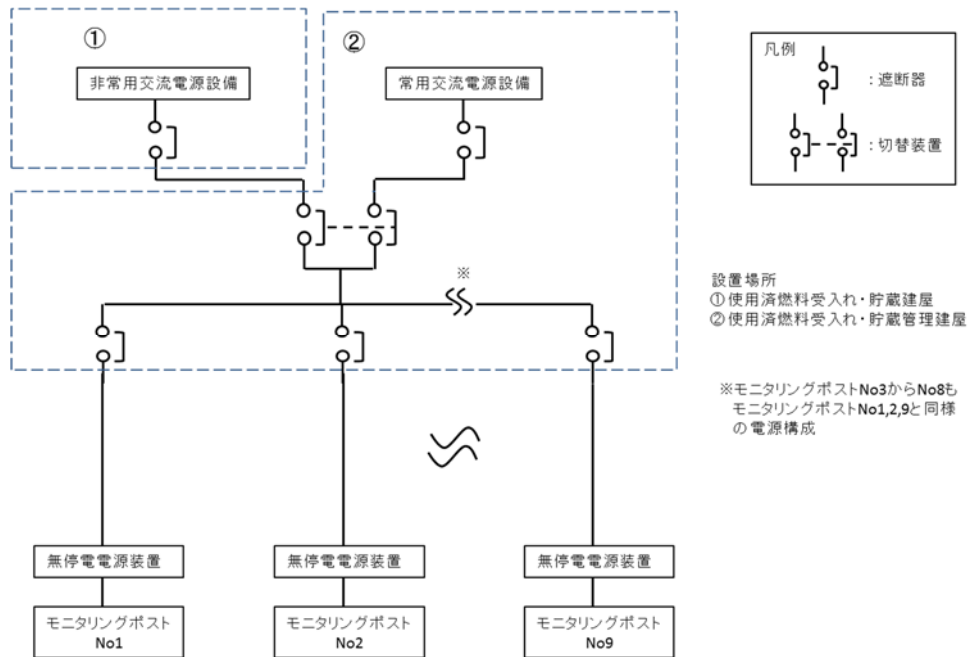 ①
②
非常用交流電源設備
常用交流電源設備
凡例
：遮断器
：切替装置
※
設置場所
①使用済燃料受入れ・貯蔵建屋
②使用済燃料受入れ・貯蔵管理建屋
※モニタリングポストNo3からNo8も
モニタリングポストNo1,2,9と同様
の電源構成
無停電電源装置
無停電電源装置
無停電電源装置
モニタリングポスト
No1
モニタリングポスト
No2
モニタリングポスト
No9